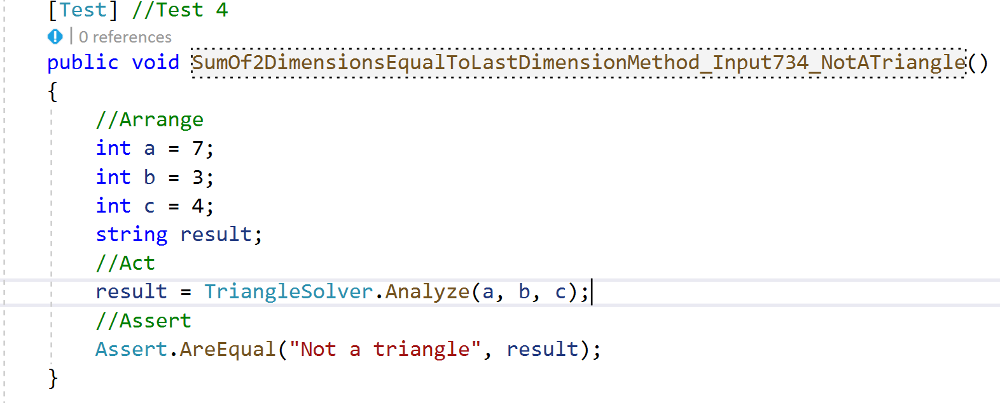 [Test] //Test 4
0 references
public void SumOf2DimensionsEqualToLastDimensionMethod_Input734_NotATriangle()
{
//Arrange
int a = 7;
int b = 3;
int c = 4;
string result;
//Act
result = TriangleSolver.Analyze(a, b, c);
//Assert
Assert.AreEqual("Not a triangle", result);
}